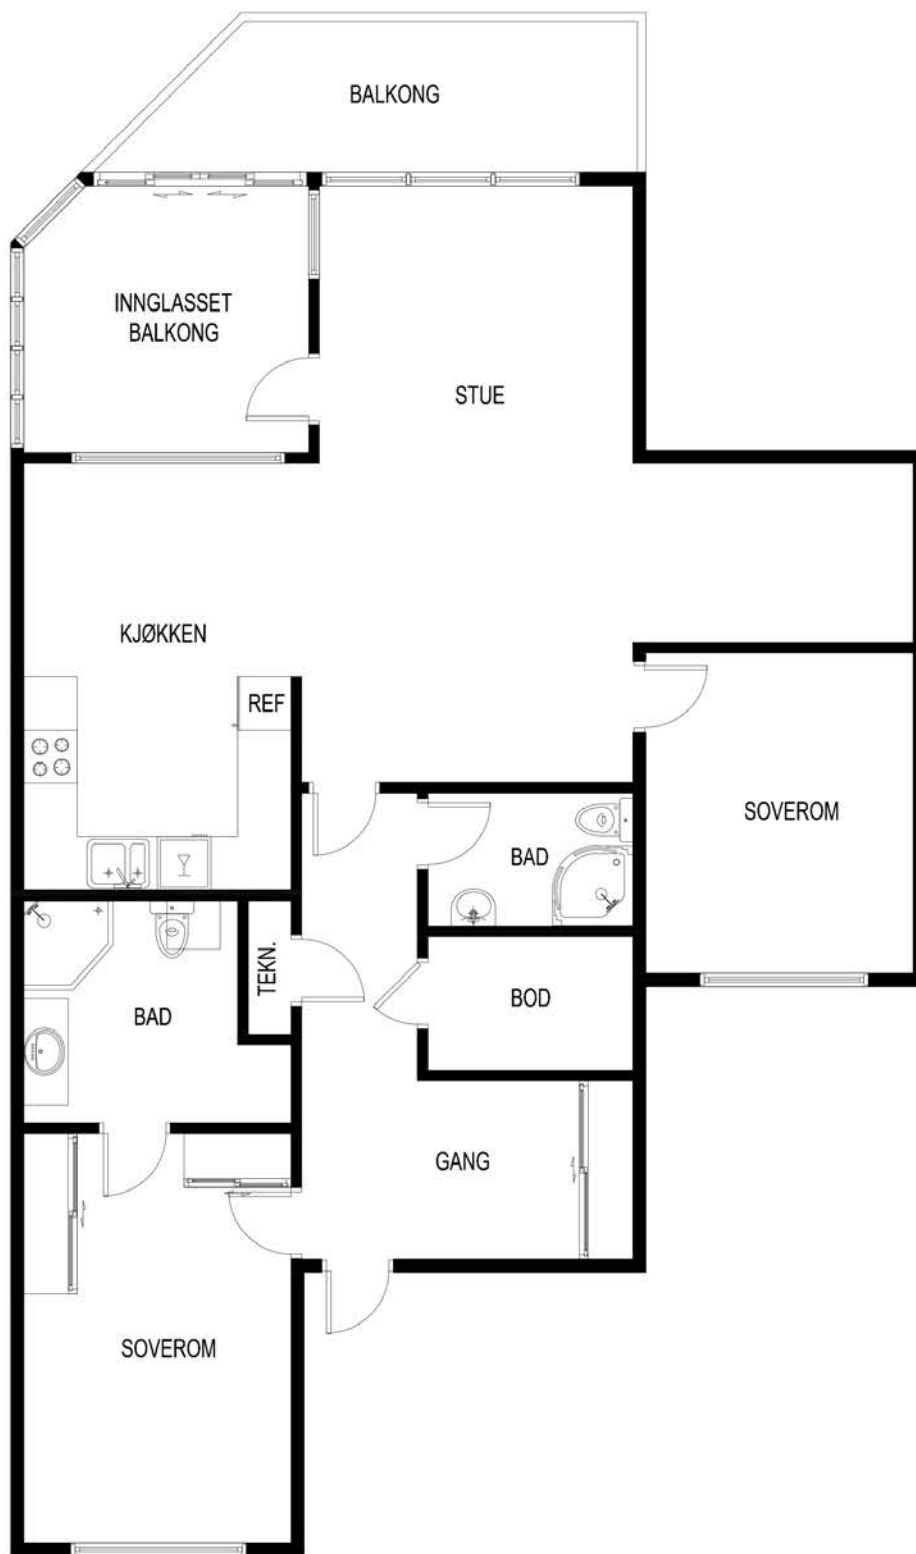 BALKONG
INNGLASSET
BALKONG
STUE
KJØKKEN
REF
SOVEROM
BAD
TEKN.
BOD
BAD
GANG
SOVEROM